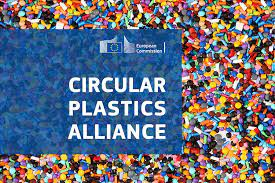 European
Commission
CIRCULAR
PLASTICS
ALLIANCE